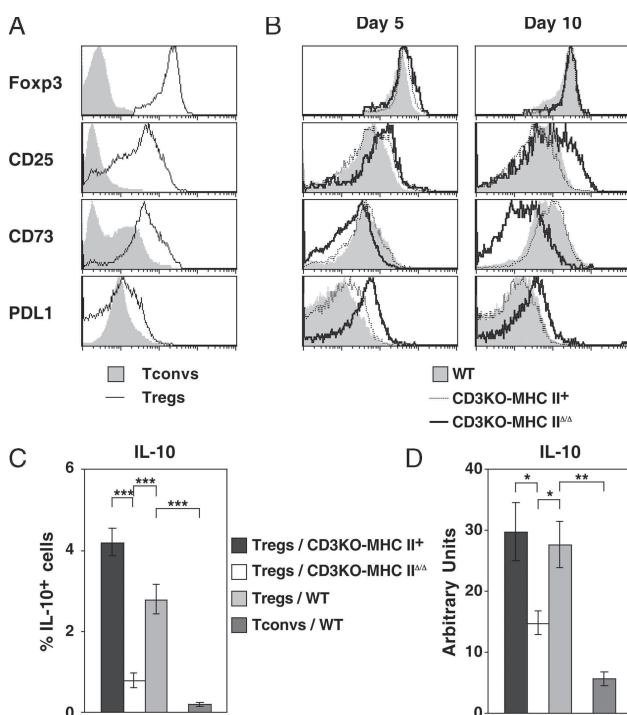 A
B
Day 5
Day 10
Foxp3
CD25
CD73
PDL1
Tconvs
Tregs
WT
CD3KO-MHC II+
CD3KO-MHC IIΔ/Δ
C
IL-10
% IL-10+ cells
6
4
2
0
***
***
***
Tregs / CD3KO-MHC II+
Tregs / CD3KO-MHC IIΔ/Δ
Tregs / WT
Tconvs / WT
D
IL-10
Arbitrary Units
40
30
20
10
0
*
*
**